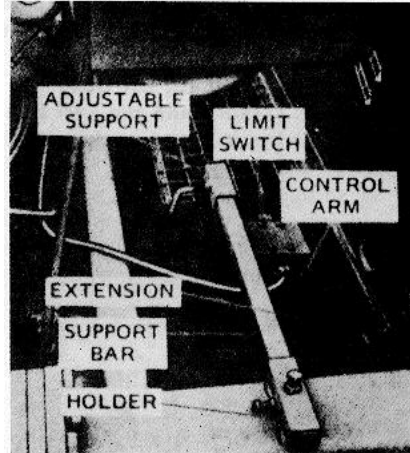 ADJUSTABLE
SUPPORT
LIMIT
SWITCH
CONTROL
ARM
EXTENSION
SUPPORT
BAR
HOLDER